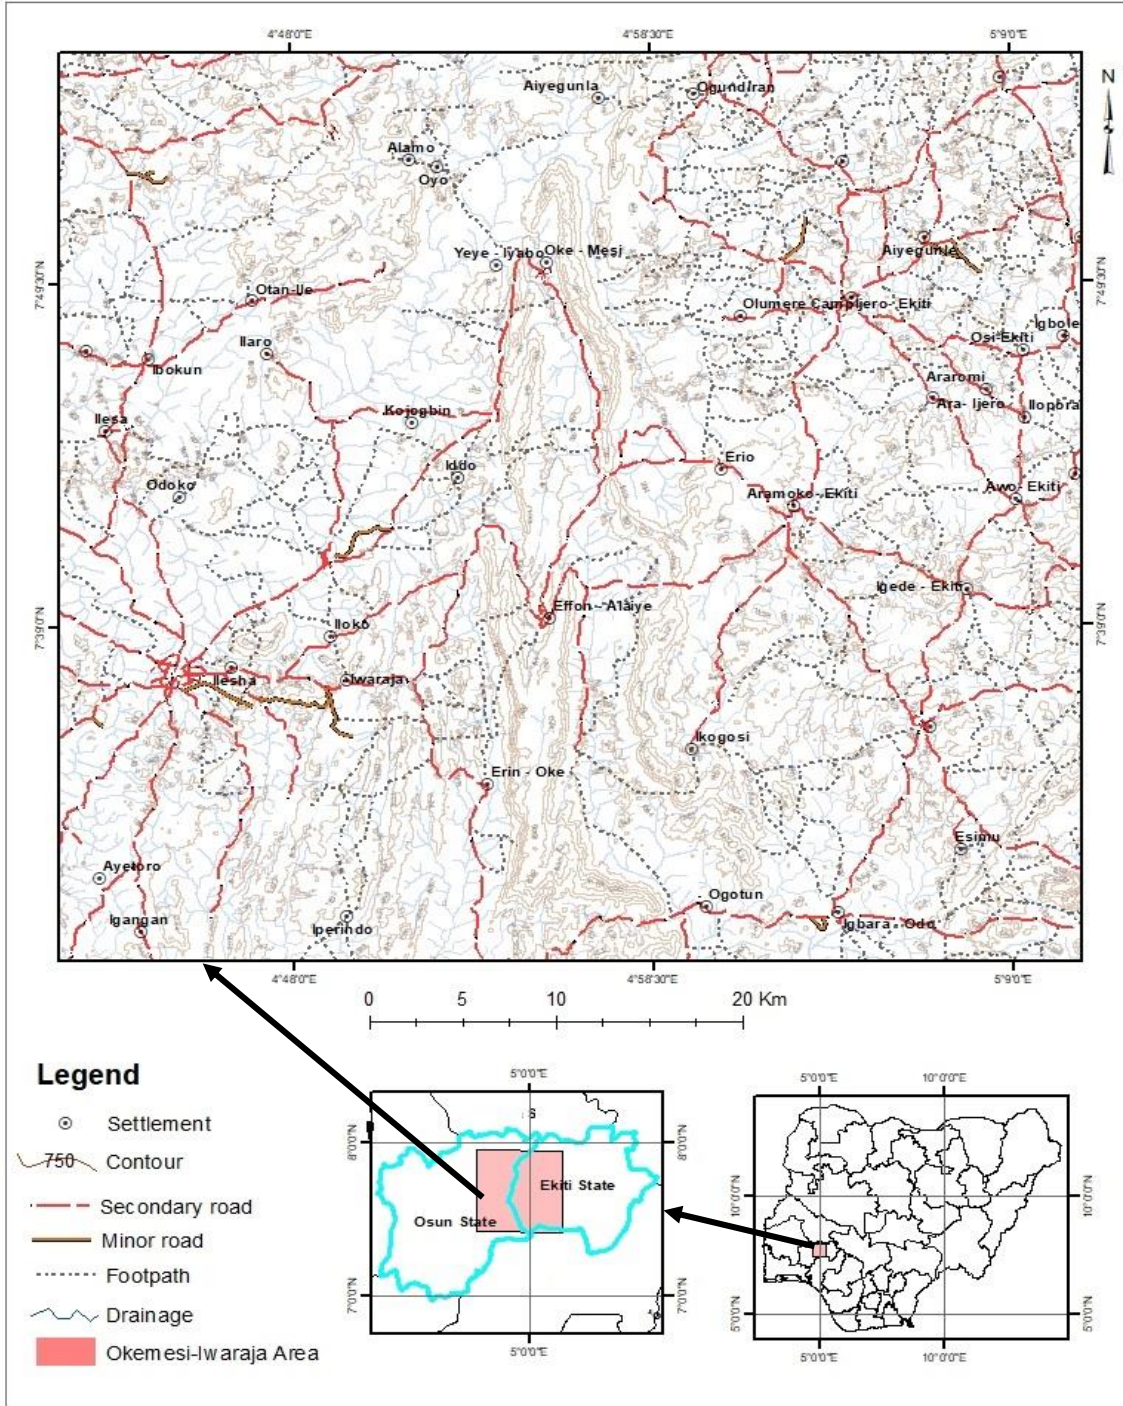 4°48'0"E 4°58'30"E 5°9'0"E
N
Aiyegunla
Ogundiran
Alamo
Oyo
Yeye - Iyabo
Oke - Mesi
Aiyegunle
7°49'30"N
7°49'30"N
Otan-Ile
Olumere Camp
Ijero- Ekiti
Igbole
Osi-Ekiti
Ilaro
Ibokun
Araromi
Ara- Ijero
Ilopora
Kojogbin
Ilesa
Iddo
Erio
Odoko
Aramoko- Ekiti
Awo- Ekiti
Igede - Ekiti
Effon - Alaiye
7°39'0"N
7°39'0"N
Iloko
Ilesha
Iwaraja
Ikogosi
Erin - Oke
Esimu
Ayetoro
Ogotun
Igangan
Iperindo
Igbara - Odo
4°48'0"E 4°58'30"E 5°9'0"E
0 5 10 20 Km
Legend
Settlement
750 Contour
Secondary road
Minor road
Footpath
Drainage
Okemesi-Iwaraja Area
5°0'0"E
S
8°0'0"N
8°0'0"N
Ekiti State
Osun State
7°0'0"N
7°0'0"N
5°0'0"E
5°0'0"E 10°0'0"E
10°0'0"N
10°0'0"N
5°0'0"N
5°0'0"N
5°0'0"E 10°0'0"E